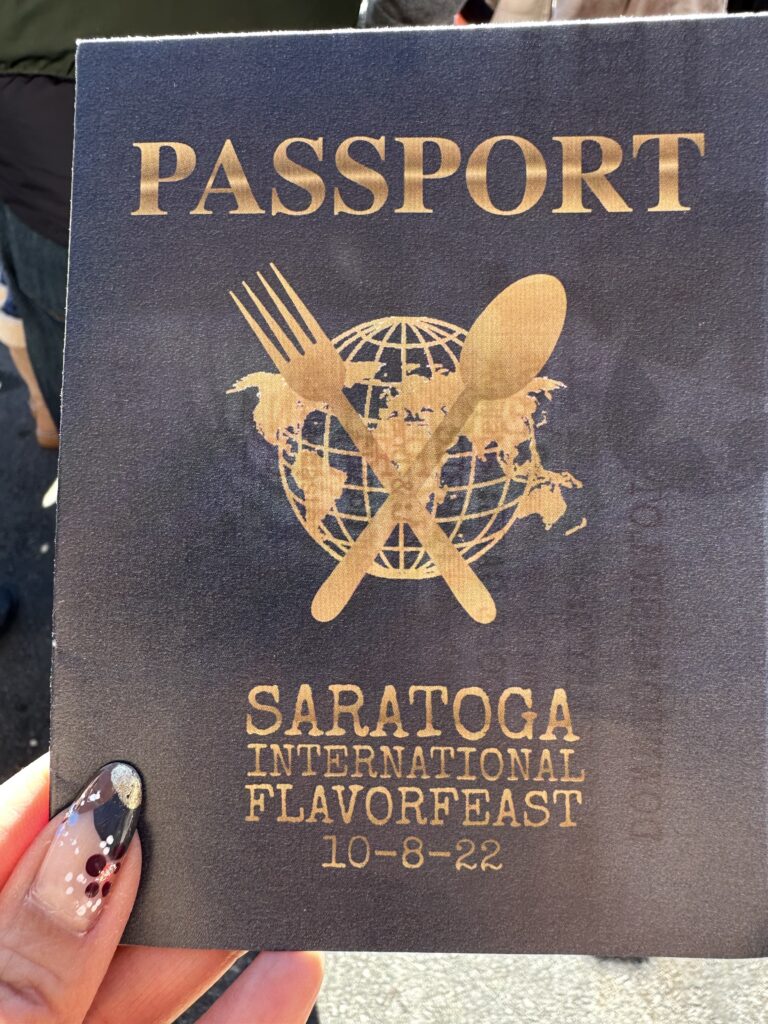 PASSPORT
SARATOGA
INTERNATIONAL
FLAVORFEAST
10-8-22